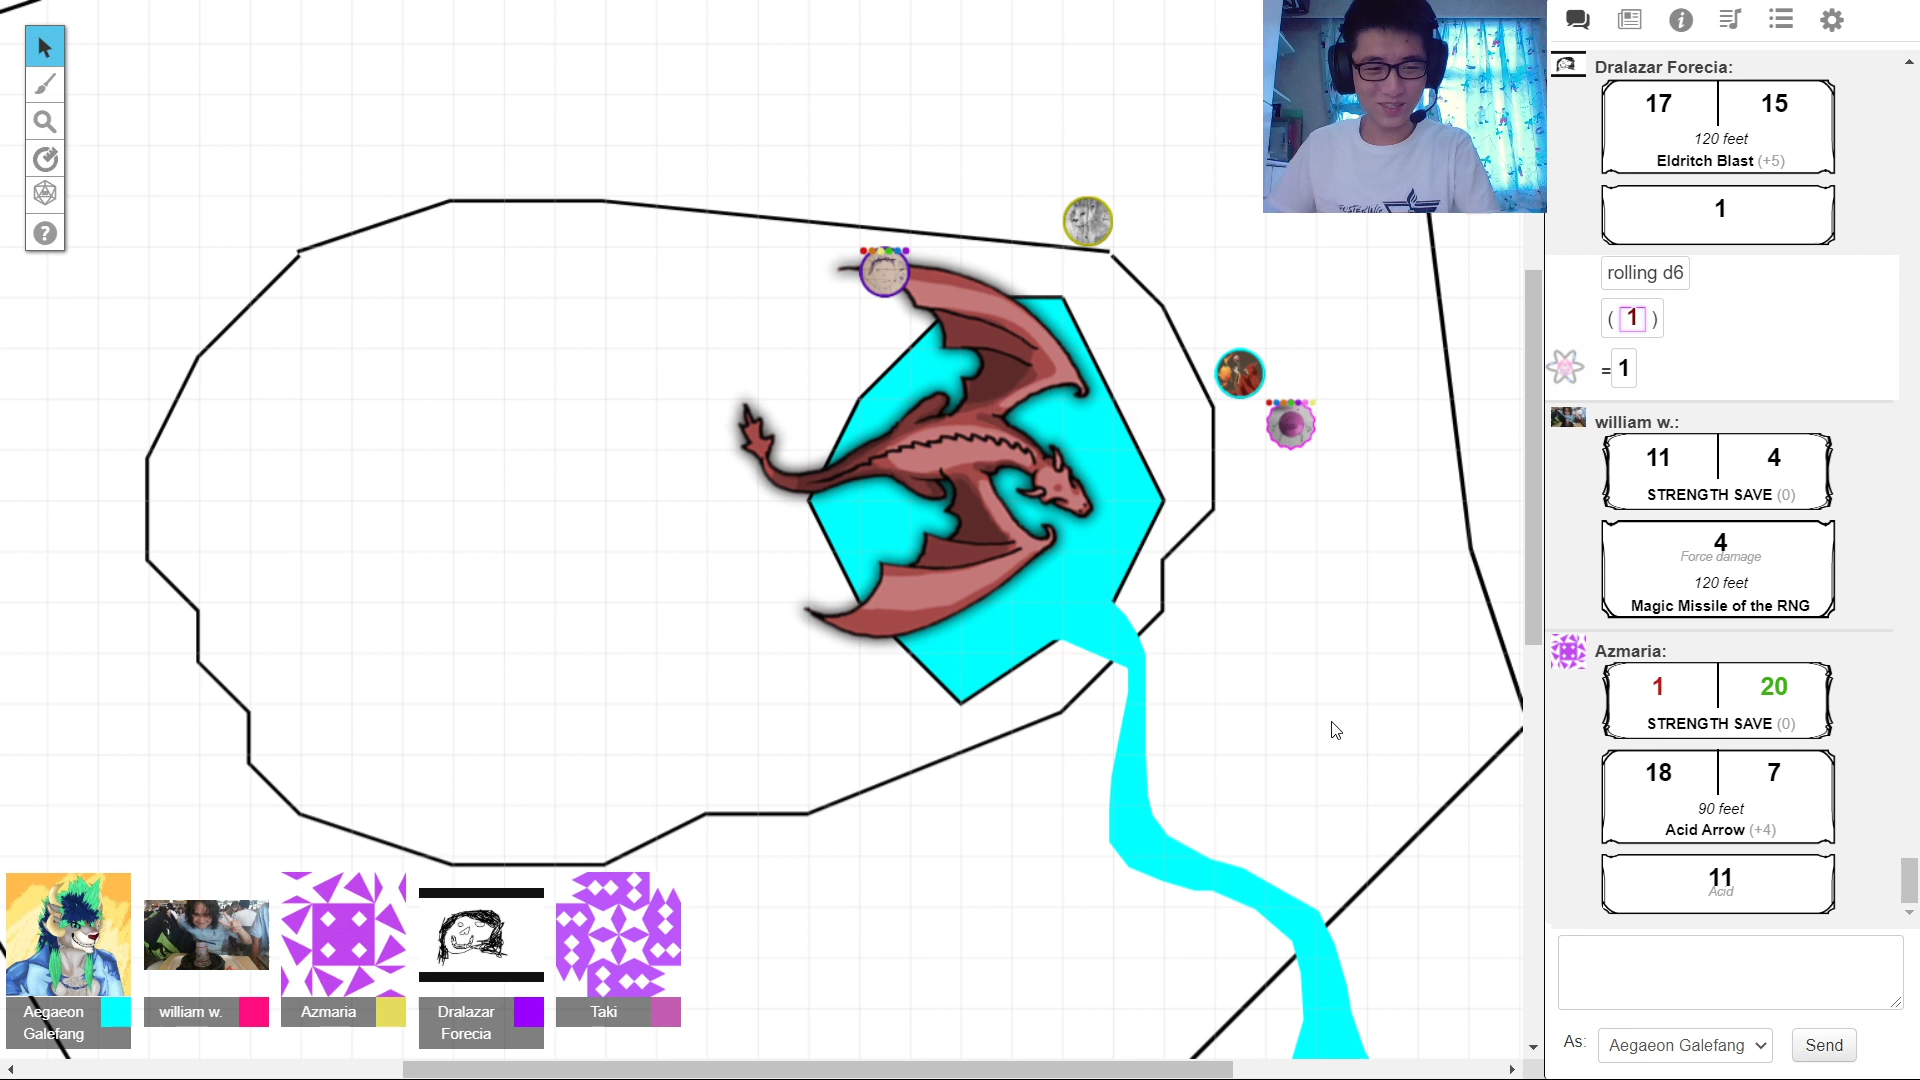 Dralazar Forecia:
17 15
120 feet
Eldritch Blast (+5)
1
rolling d6
( 1 )
=1
william w.:
11 4
STRENGTH SAVE (0)
4
Force damage
120 feet
Magic Missile of the RNG
Azmaria:
1 20
STRENGTH SAVE (0)
18 7
90 feet
Acid Arrow (+4)
11
Acid
As: Aegaeon Galefang Send
Aegaeon
Galefang
william w.
Azmaria
Dralazar
Forecia
Taki